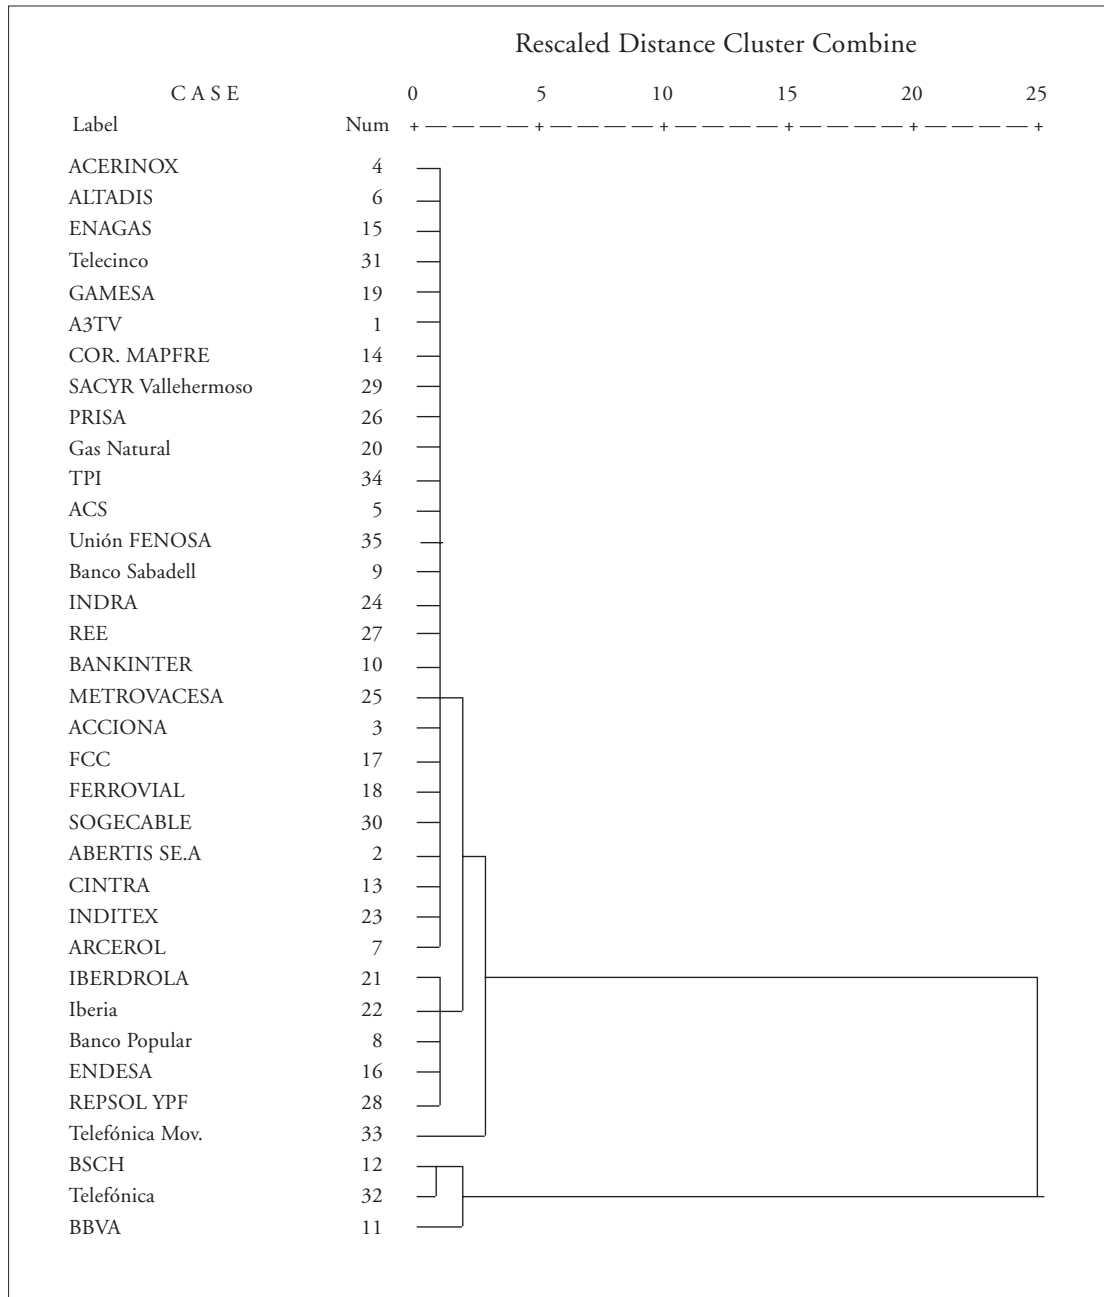 Rescaled Distance Cluster Combine
C A S E 0 5 10 15 20 25
Label Num + — — — — + — — — — + — — — — + — — — — + — — — — +
ACERINOX 4
ALTADIS 6
ENAGAS 15
Telecinco 31
GAMESA 19
A3TV 1
COR. MAPFRE 14
SACYR Vallehermoso 29
PRISA 26
Gas Natural 20
TPI 34
ACS 5
Unión FENOSA 35
Banco Sabadell 9
INDRA 24
REE 27
BANKINTER 10
METROVACESA 25
ACCIONA 3
FCC 17
FERROVIAL 18
SOGECABLE 30
ABERTIS SE.A 2
CINTRA 13
INDITEX 23
ARCEROL 7
IBERDROLA 21
Iberia 22
Banco Popular 8
ENDESA 16
REPSOL YPF 28
Telefónica Mov. 33
BSCH 12
Telefónica 32
BBVA 11